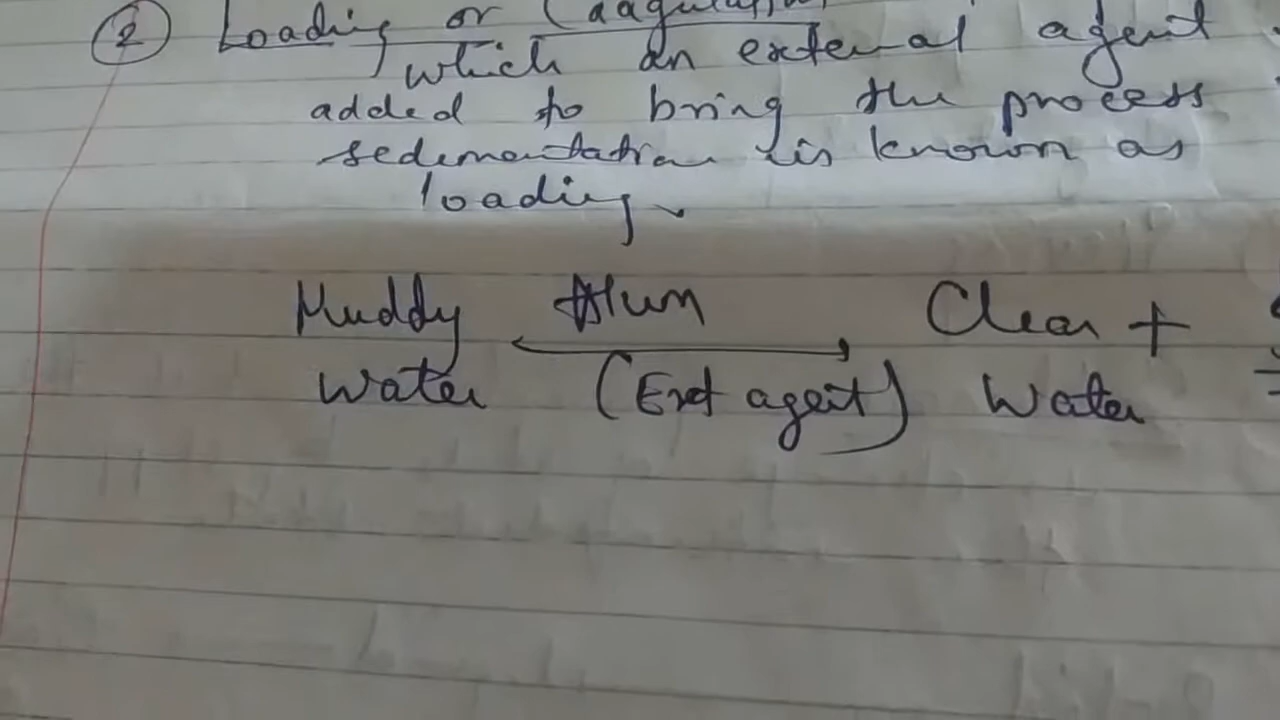 ② Loading or
which an external agent
added to bring the process
sedimentation is known as
loading.
Muddy Alum Clear +
Water (Ext agent) Water